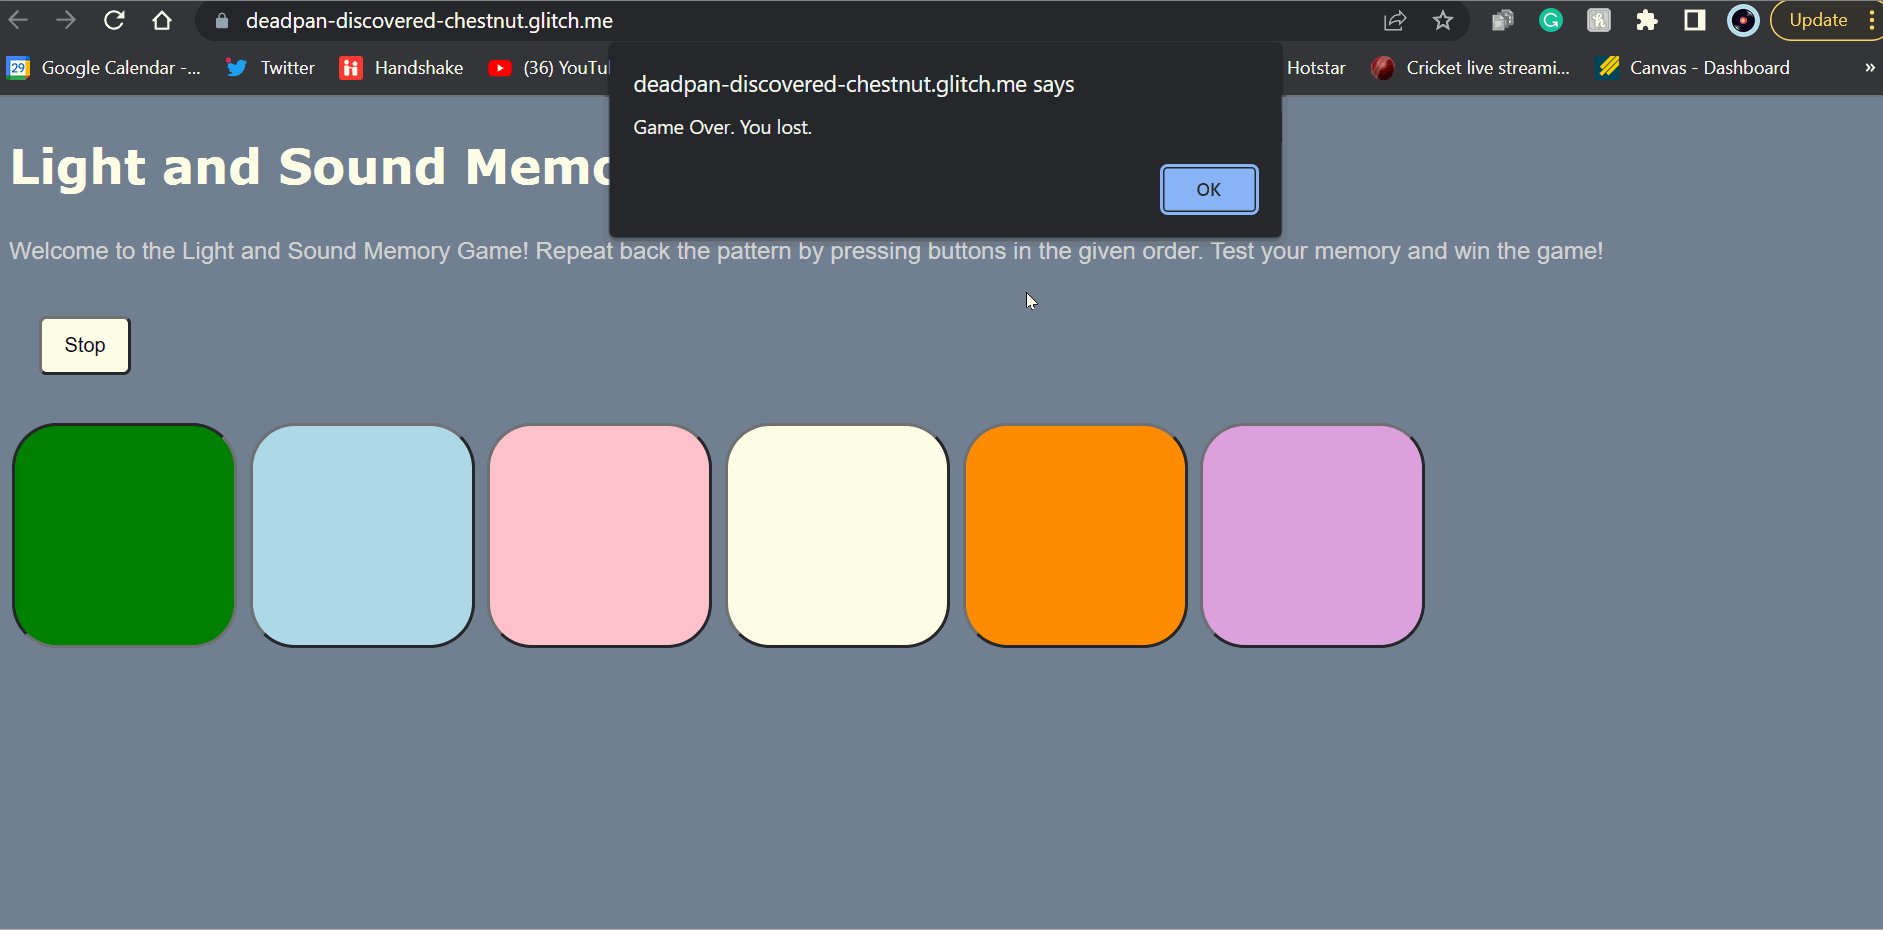 deadpan-discovered-chestnut.glitch.me
Update
29 Google Calendar -... Twitter Handshake (36) YouTu Hotstar Cricket live streami... Canvas - Dashboard »
deadpan-discovered-chestnut.glitch.me says
Game Over. You lost.
OK
Light and Sound Memo
Welcome to the Light and Sound Memory Game! Repeat back the pattern by pressing buttons in the given order. Test your memory and win the game!
Stop